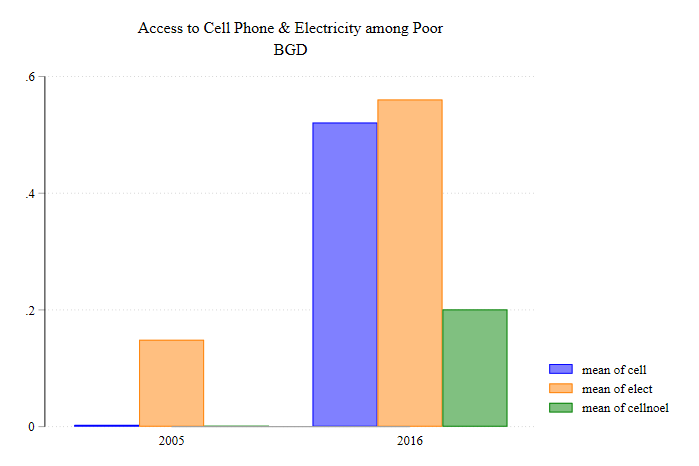 Access to Cell Phone & Electricity among Poor
BGD
.6
.4
.2
0
2005
2016
mean of cell
mean of elect
mean of cellnoel